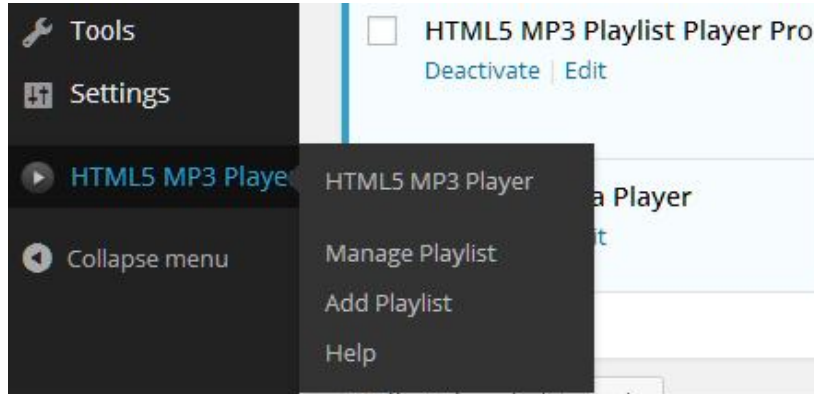 Tools
Settings
HTML5 MP3 Playe
Collapse menu
HTML5 MP3 Player
Manage Playlist
Add Playlist
Help
HTML5 MP3 Playlist Player Pro
Deactivate | Edit
a Player
it